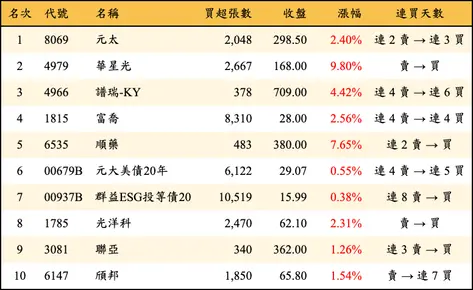 名次 代號 名稱 買超張數 收盤 漲幅 連買天數
1 8069 元太 2,048 298.50 2.40% 連 2 賣 → 連 3 買
2 4979 華星光 2,667 168.00 9.80% 賣 → 買
3 4966 譜瑞-KY 378 709.00 4.42% 連 4 賣 → 連 6 買
4 1815 富喬 8,310 28.00 2.56% 連 4 賣 → 連 4 買
5 6535 順藥 483 380.00 7.65% 連 2 賣 → 買
6 00679B 元大美債20年 6,122 29.07 0.55% 連 4 賣 → 連 5 買
7 00937B 群益ESG投等債20 10,519 15.99 0.38% 連 8 賣 → 買
8 1785 光洋科 2,470 62.10 2.31% 賣 → 買
9 3081 聯亞 340 362.00 1.26% 連 3 賣 → 買
10 6147 頎邦 1,850 65.80 1.54% 賣 → 連 7 買